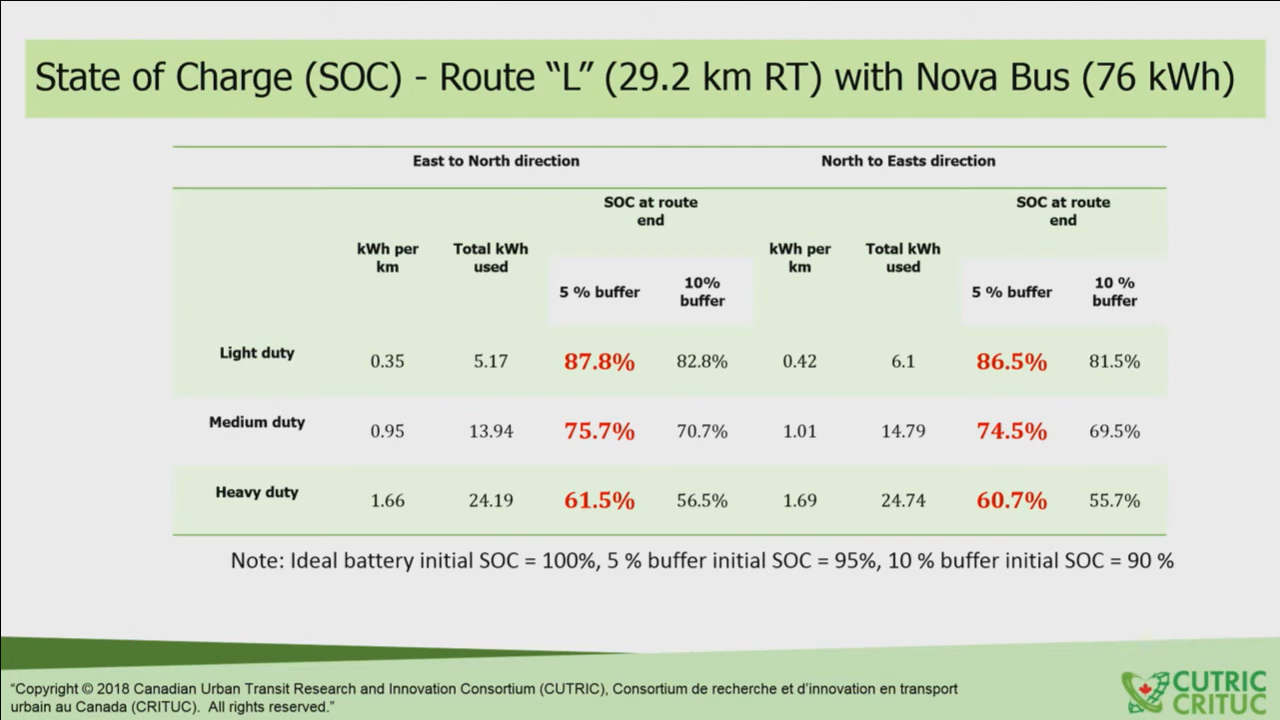 State of Charge (SOC) - Route “L” (29.2 km RT) with Nova Bus (76 kWh)
East to North direction North to Easts direction
SOC at route end SOC at route end
kWh per km Total kWh used kWh per km Total kWh used
5 % buffer 10% buffer 5 % buffer 10 % buffer
Light duty 0.35 5.17 87.8% 82.8% 0.42 6.1 86.5% 81.5%
Medium duty 0.95 13.94 75.7% 70.7% 1.01 14.79 74.5% 69.5%
Heavy duty 1.66 24.19 61.5% 56.5% 1.69 24.74 60.7% 55.7%
Note: Ideal battery initial SOC = 100%, 5 % buffer initial SOC = 95%, 10 % buffer initial SOC = 90 %
“Copyright © 2018 Canadian Urban Transit Research and Innovation Consortium (CUTRIC), Consortium de recherche et d’innovation en transport
urbain au Canada (CRITUC). All rights reserved.”
CUTRIC
CRITUC